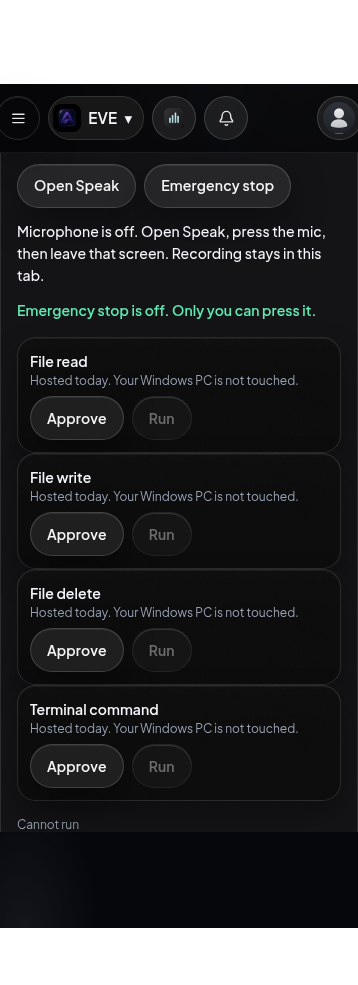 EVE ▾
Open Speak
Emergency stop
Microphone is off. Open Speak, press the mic,
then leave that screen. Recording stays in this
tab.
Emergency stop is off. Only you can press it.
File read
Hosted today. Your Windows PC is not touched.
Approve
Run
File write
Hosted today. Your Windows PC is not touched.
Approve
Run
File delete
Hosted today. Your Windows PC is not touched.
Approve
Run
Terminal command
Hosted today. Your Windows PC is not touched.
Approve
Run
Cannot run